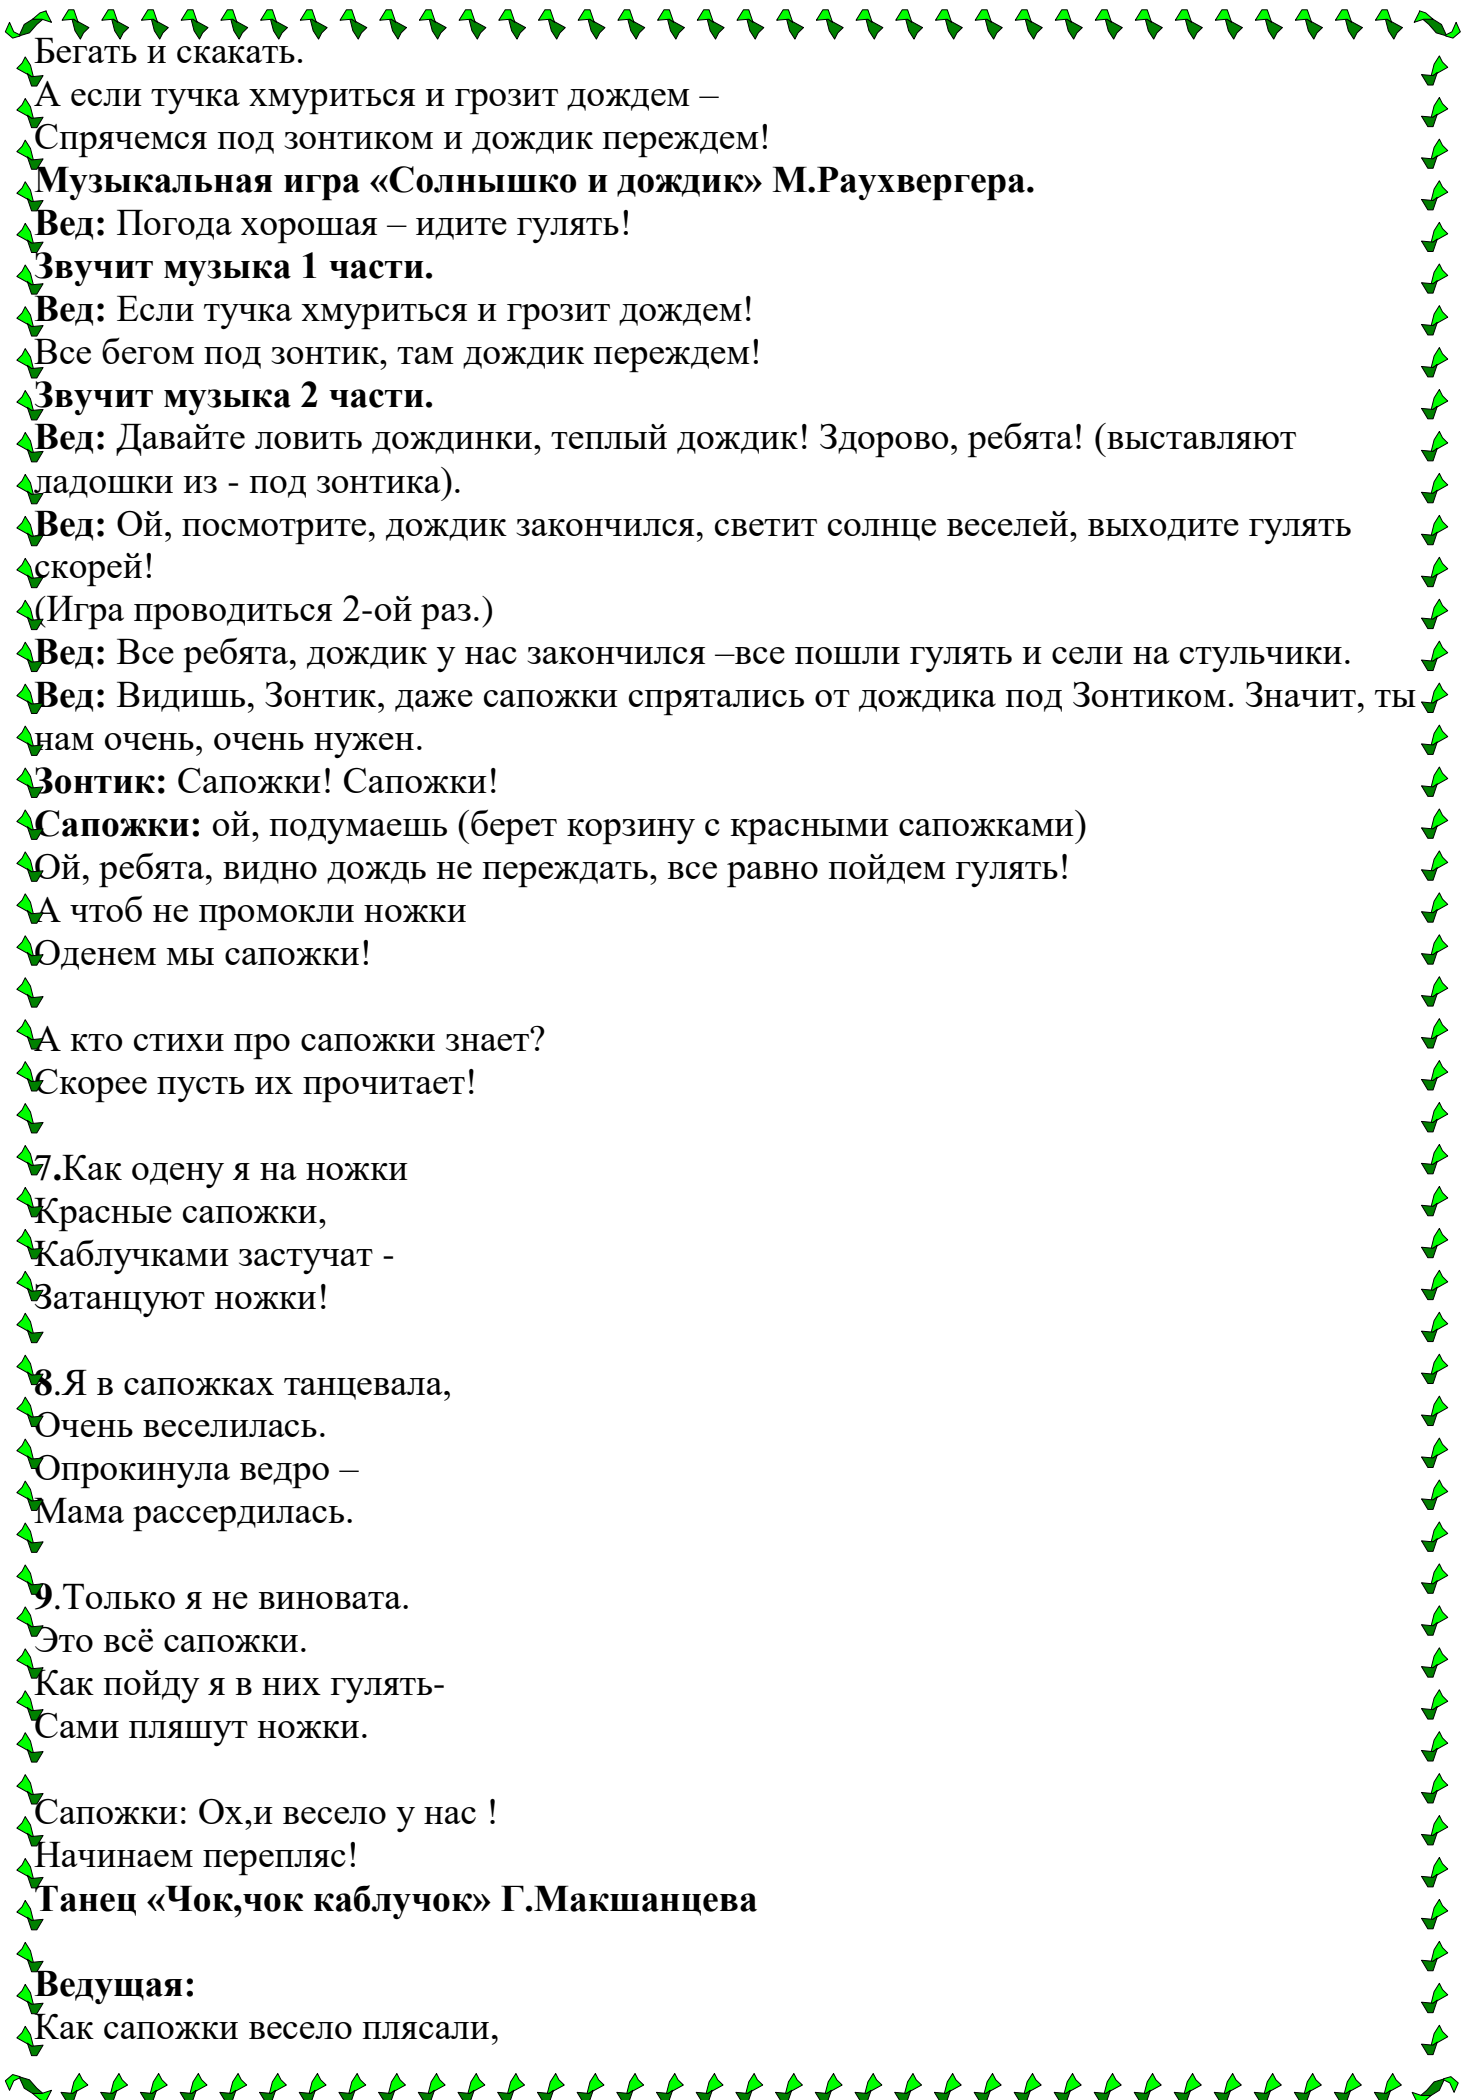 Бегать и скакать.
А если тучка хмуриться и грозит дождем –
Спрячемся под зонтиком и дождик переждем!
Музыкальная игра «Солнышко и дождик» М.Раухвергера.
Вед: Погода хорошая – идите гулять!
Звучит музыка 1 части.
Вед: Если тучка хмуриться и грозит дождем!
Все бегом под зонтик, там дождик переждем!
Звучит музыка 2 части.
Вед: Давайте ловить дождинки, теплый дождик! Здорово, ребята! (выставляют
ладошки из - под зонтика).
Вед: Ой, посмотрите, дождик закончился, светит солнце веселей, выходите гулять
скорей!
(Игра проводиться 2-ой раз.)
Вед: Все ребята, дождик у нас закончился –все пошли гулять и сели на стульчики.
Вед: Видишь, Зонтик, даже сапожки спрятались от дождика под Зонтиком. Значит, ты
нам очень, очень нужен.
Зонтик: Сапожки! Сапожки!
Сапожки: ой, подумаешь (берет корзину с красными сапожками)
Ой, ребята, видно дождь не переждать, все равно пойдем гулять!
А чтоб не промокли ножки
Оденем мы сапожки!
А кто стихи про сапожки знает?
Скорее пусть их прочитает!
7.Как одену я на ножки
Красные сапожки,
Каблучками застучат -
Затанцуют ножки!
8.Я в сапожках танцевала,
Очень веселилась.
Опрокинула ведро –
Мама рассердилась.
9.Только я не виновата.
Это всё сапожки.
Как пойду я в них гулять-
Сами пляшут ножки.
Сапожки: Ох,и весело у нас !
Начинаем перепляс!
Танец «Чок,чок каблучок» Г.Макшанцева
Ведущая:
Как сапожки весело плясали,